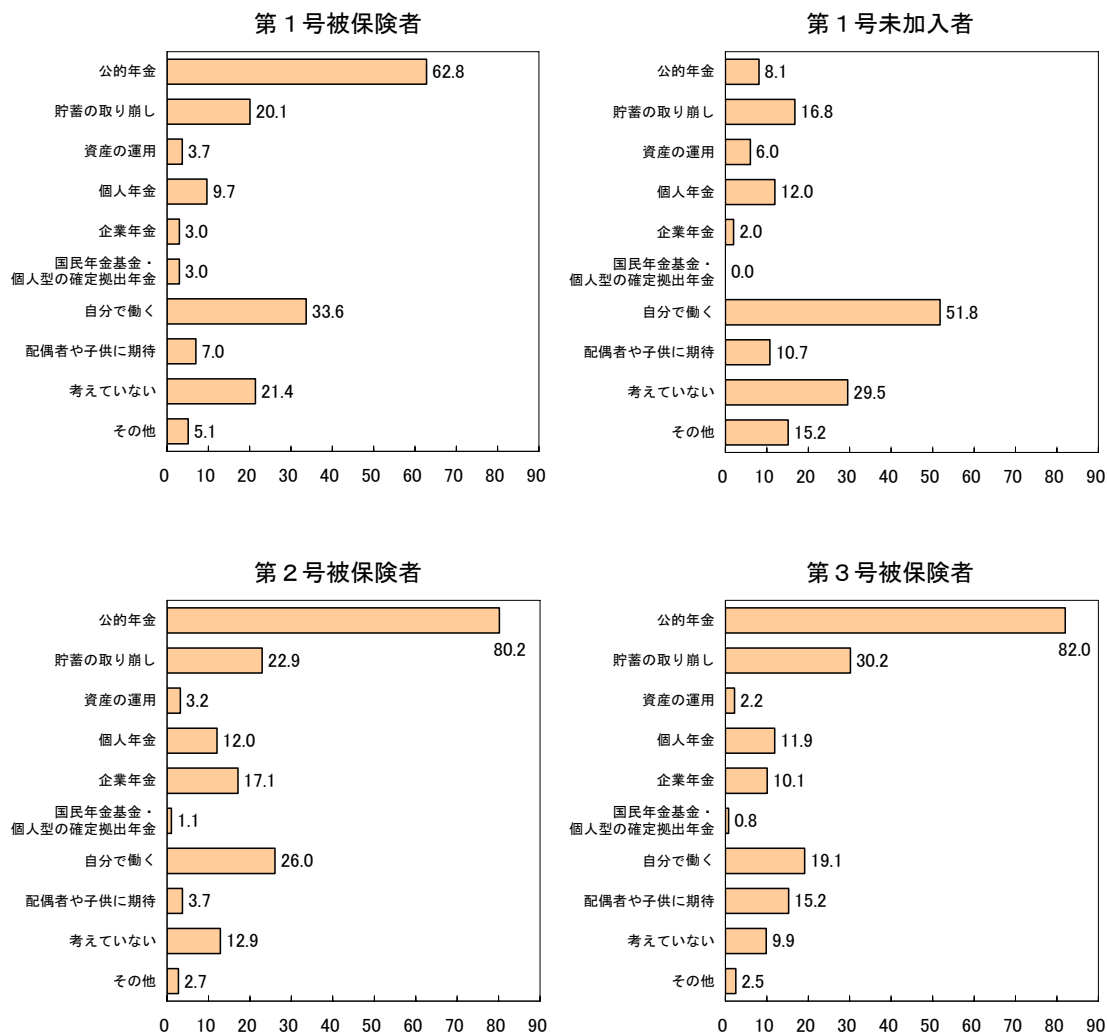 第１号被保険者
公的年金 62.8
貯蓄の取り崩し 20.1
資産の運用 3.7
個人年金 9.7
企業年金 3.0
国民年金基金・
個人型の確定拠出年金 3.0
自分で働く 33.6
配偶者や子供に期待 7.0
考えていない 21.4
その他 5.1
0 10 20 30 40 50 60 70 80 90
第１号未加入者
公的年金 8.1
貯蓄の取り崩し 16.8
資産の運用 6.0
個人年金 12.0
企業年金 2.0
国民年金基金・
個人型の確定拠出年金 0.0
自分で働く 51.8
配偶者や子供に期待 10.7
考えていない 29.5
その他 15.2
0 10 20 30 40 50 60 70 80 90
第２号被保険者
公的年金 80.2
貯蓄の取り崩し 22.9
資産の運用 3.2
個人年金 12.0
企業年金 17.1
国民年金基金・
個人型の確定拠出年金 1.1
自分で働く 26.0
配偶者や子供に期待 3.7
考えていない 12.9
その他 2.7
0 10 20 30 40 50 60 70 80 90
第３号被保険者
公的年金 82.0
貯蓄の取り崩し 30.2
資産の運用 2.2
個人年金 11.9
企業年金 10.1
国民年金基金・
個人型の確定拠出年金 0.8
自分で働く 19.1
配偶者や子供に期待 15.2
考えていない 9.9
その他 2.5
0 10 20 30 40 50 60 70 80 90